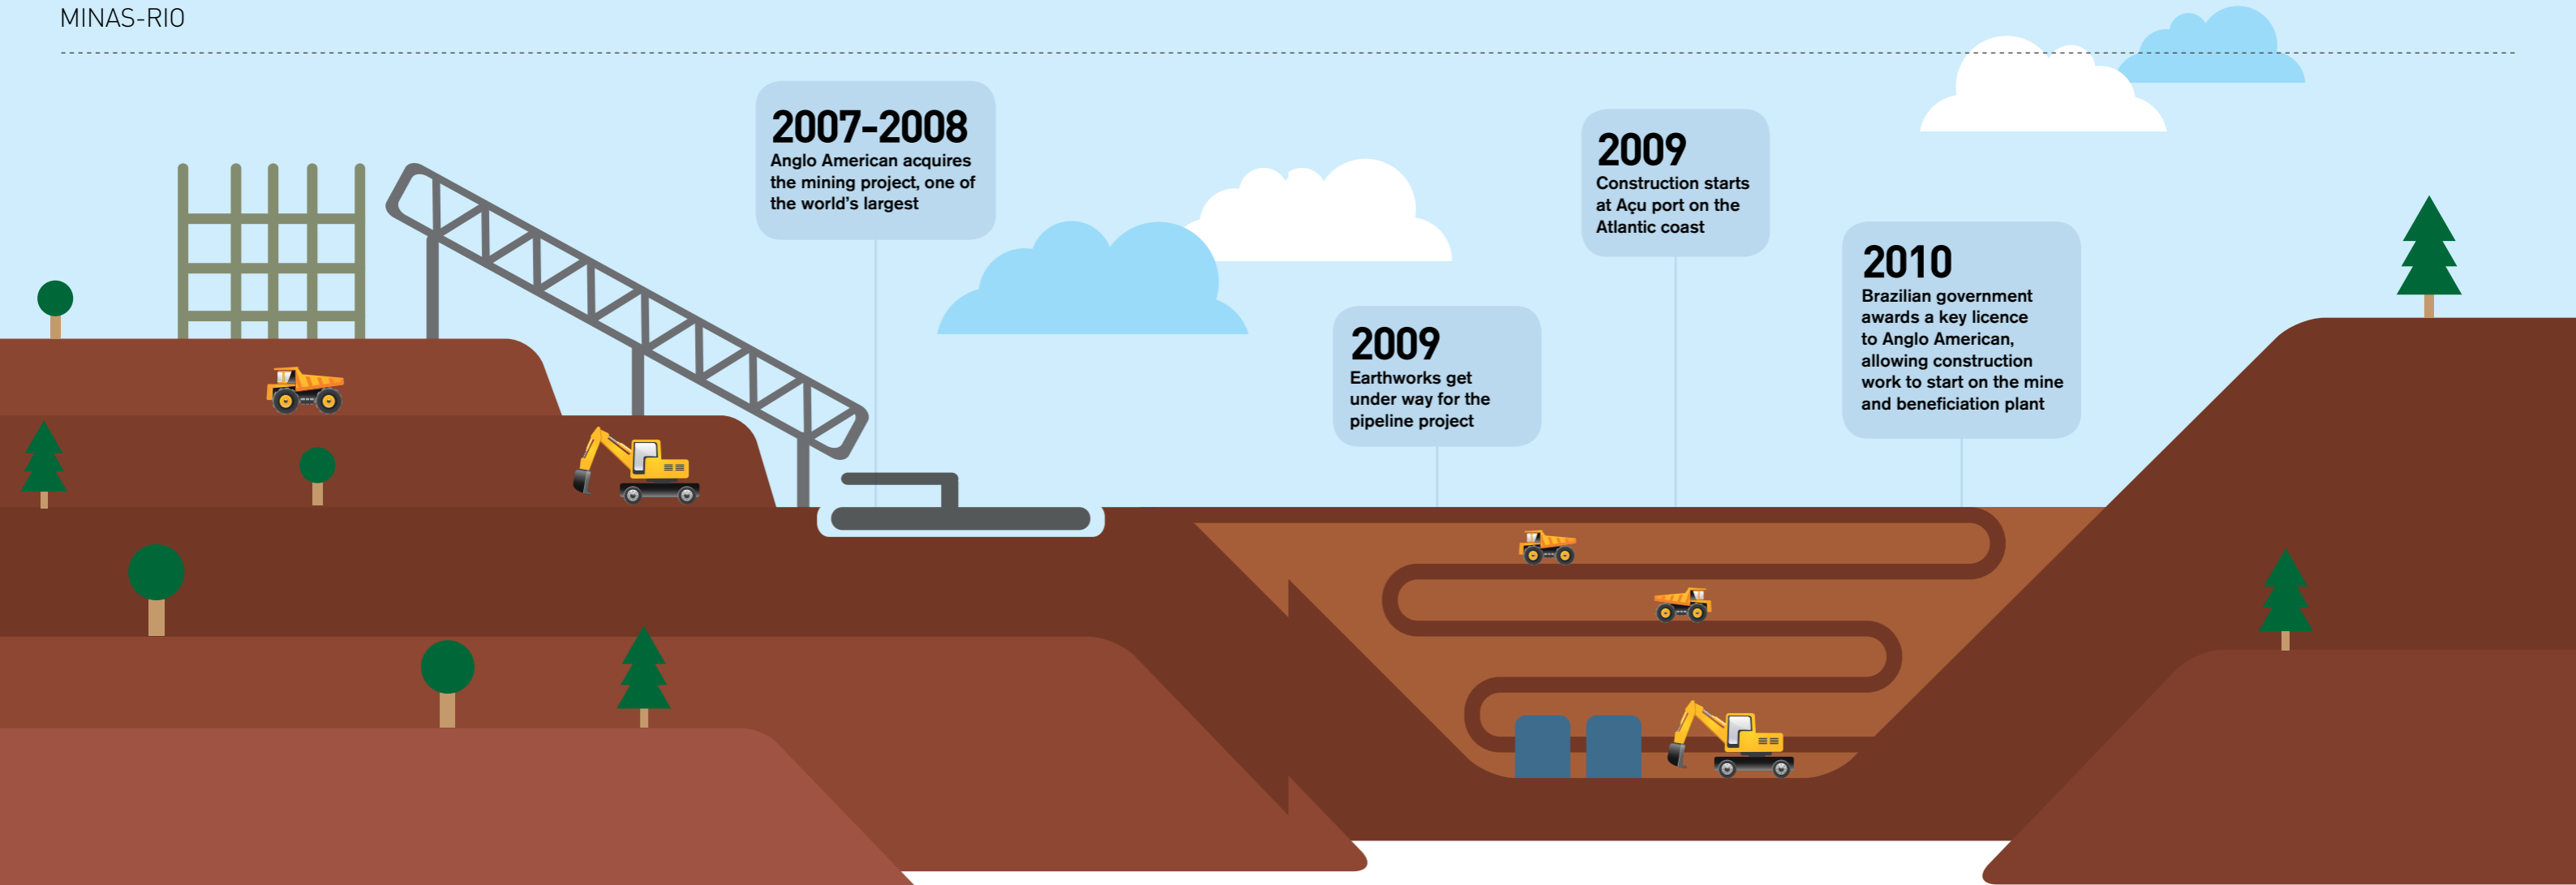 MINAS-RIO
2007-2008
Anglo American acquires
the mining project, one of
the world's largest
2009
Earthworks get
under way for the
pipeline project
2009
Construction starts
at Açu port on the
Atlantic coast
2010
Brazilian government
awards a key licence
to Anglo American,
allowing construction
work to start on the mine
and beneficiation plant